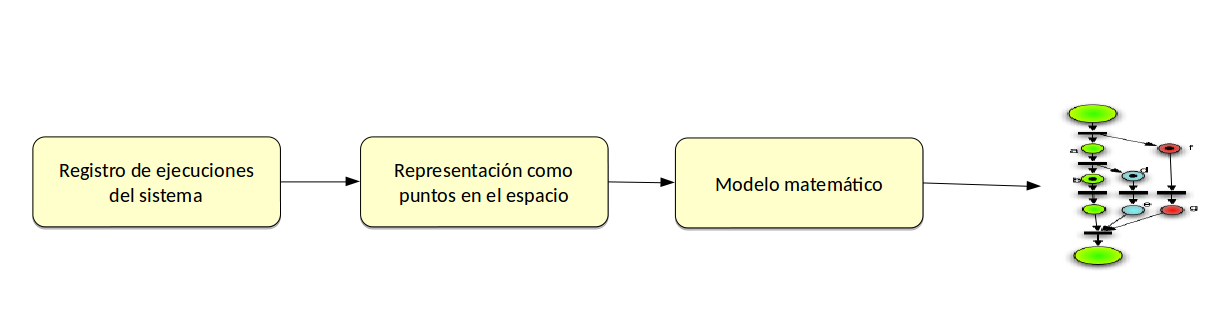 Registro de ejecuciones
del sistema
Representación como
puntos en el espacio
Modelo matemático
r
a
d
b
e
g